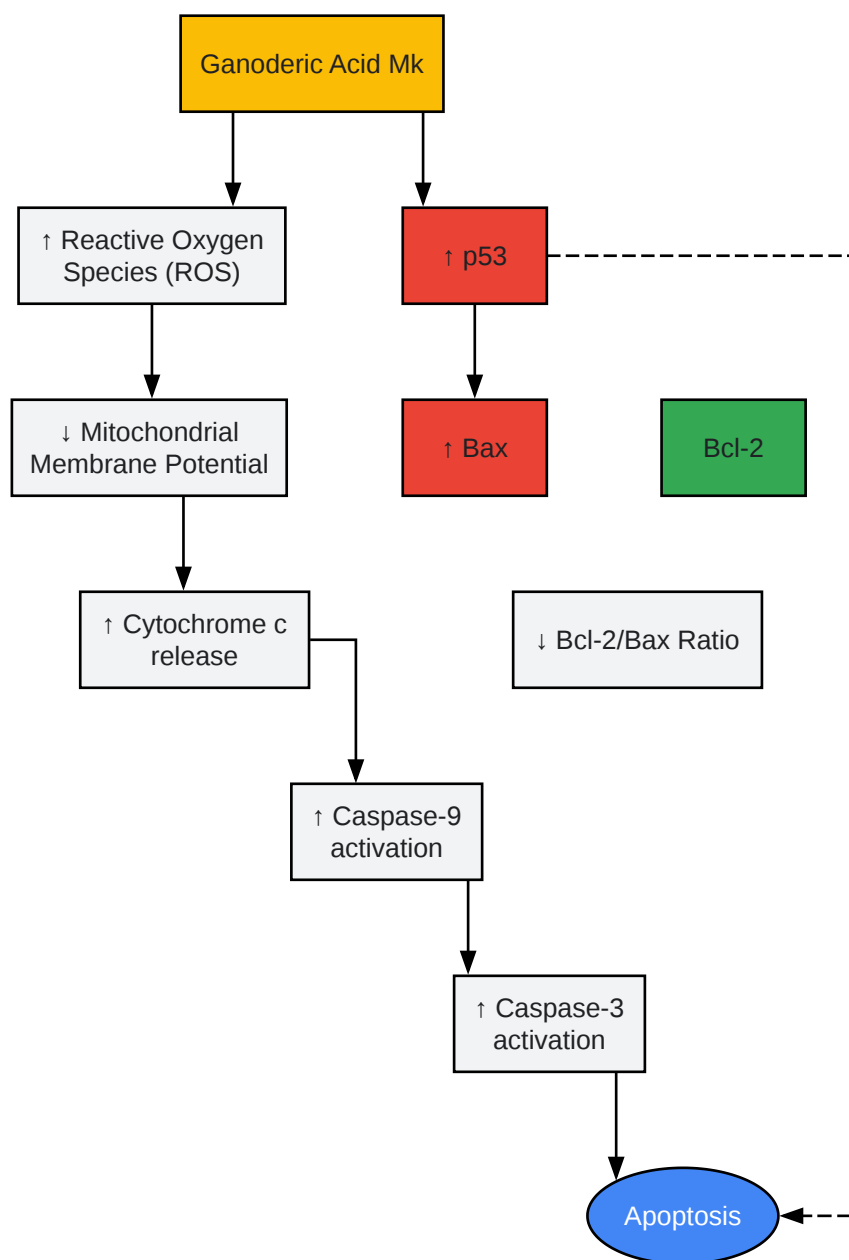 Ganoderic Acid Mk
↑ Reactive Oxygen
Species (ROS)
↑ p53
↓ Mitochondrial
Membrane Potential
↑ Bax
Bcl-2
↑ Cytochrome c
release
↓ Bcl-2/Bax Ratio
↑ Caspase-9
activation
↑ Caspase-3
activation
Apoptosis